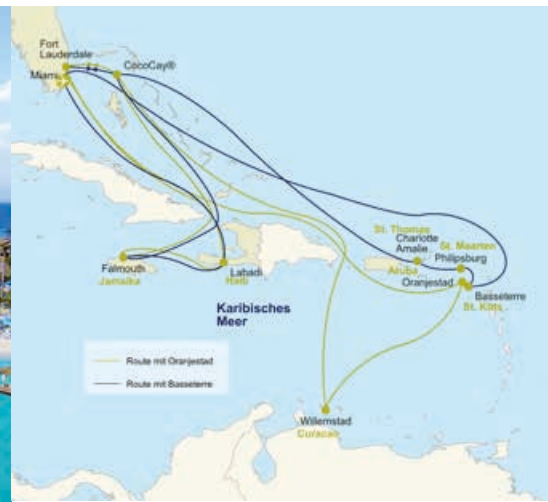 Fort
Lauderdale
CocoCay®
Miami
St. Thomas
Charlotte
Amalie
St. Maarten
Philipsburg
Aruba
Oranjestad
Basseterre
St. Kitts
Falmouth
Jamaika
Labadi
Haiti
Karibisches
Meer
Route mit Oranjestad
Route mit Basseterre
Willemstad
Curacao